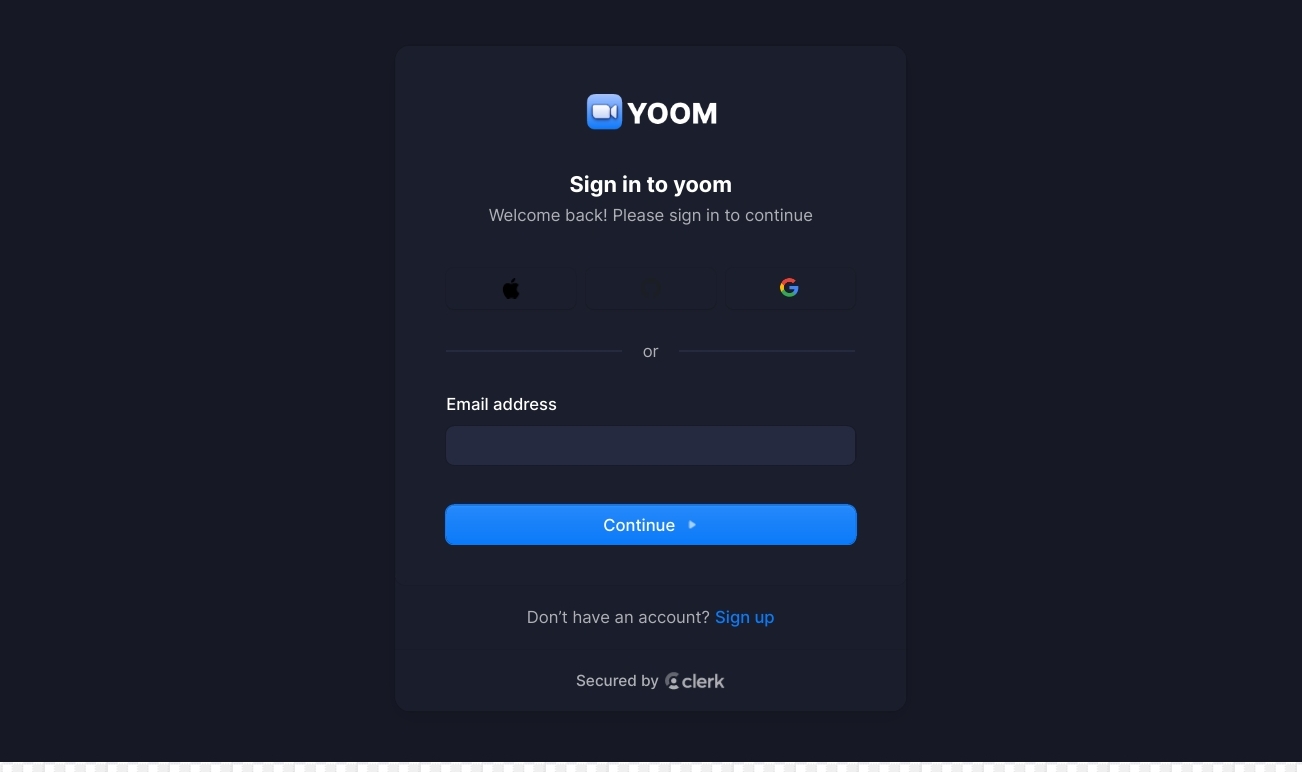 YOOM
Sign in to yoom
Welcome back! Please sign in to continue
or
Email address
Continue
Don’t have an account? Sign up
Secured by clerk